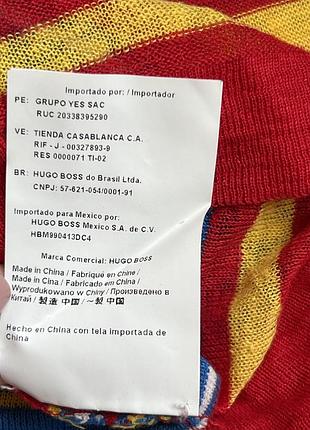 Importado por: / Importador
PE: GRUPO YES SAC
RUC 20338395290
VE: TIENDA CASABLANCA C.A.
RIF - J - 00327893-9
RES 0000071 TI-02
BR: HUGO BOSS do Brasil Ltda.
CNPJ: 57-621-054/0001-91
Importado para Mexico por:
HUGO BOSS Mexico S.A. de C.V.
HBM990413DC4
Marca Comercial: HUGO BOSS
Made in China / Fabriqué en Chine /
Made in China / Fabricado em China /
Wyprodukowano w Chiny / Произведено в
Китай / 製造 中国 / ～製 中国
Hecho en China con tela importada de
China